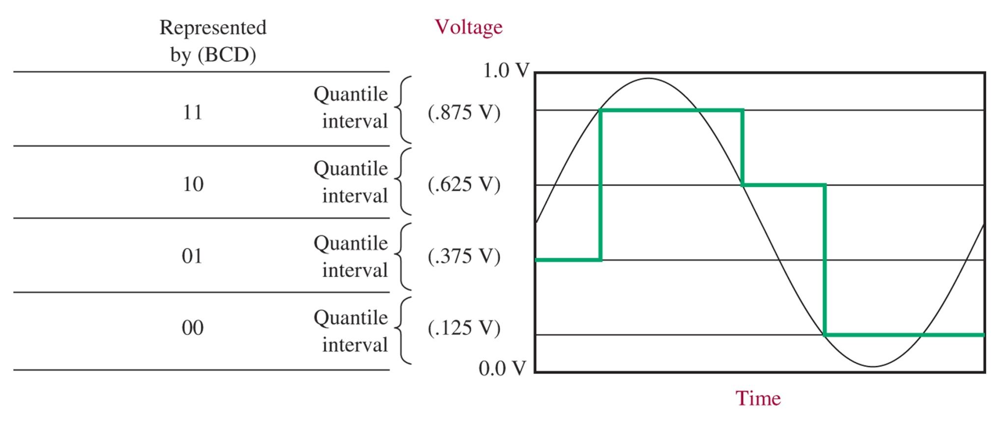 Represented
by (BCD)
Voltage
1.0 V
11
Quantile
interval
(.875 V)
10
Quantile
interval
(.625 V)
01
Quantile
interval
(.375 V)
00
Quantile
interval
(.125 V)
0.0 V
Time